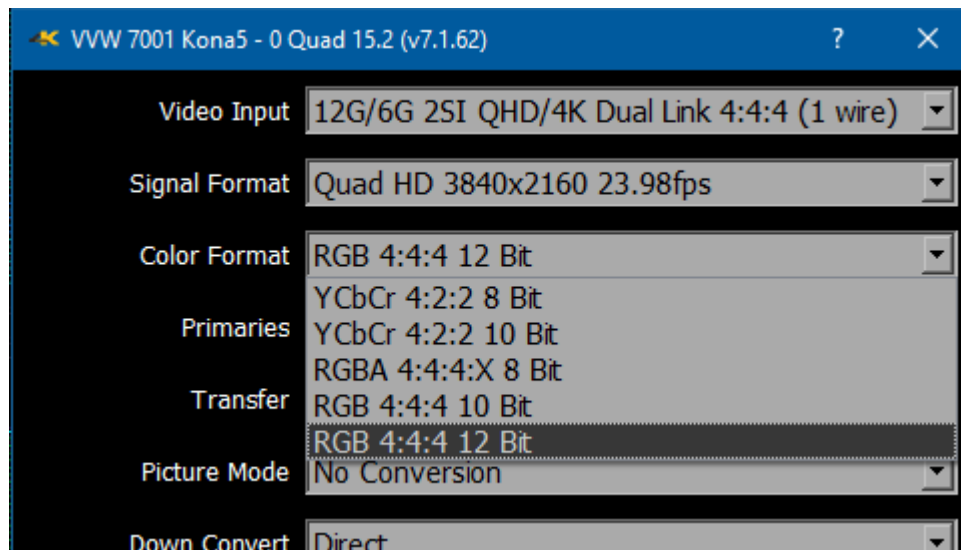 VVW 7001 Kona5 - 0 Quad 15.2 (v7.1.62) ? ✕
Video Input 12G/6G 2SI QHD/4K Dual Link 4:4:4 (1 wire)
Signal Format Quad HD 3840x2160 23.98fps
Color Format RGB 4:4:4 12 Bit
YCbCr 4:2:2 8 Bit
Primaries YCbCr 4:2:2 10 Bit
RGBA 4:4:4:X 8 Bit
Transfer RGB 4:4:4 10 Bit
RGB 4:4:4 12 Bit
Picture Mode No Conversion
Down Convert Direct